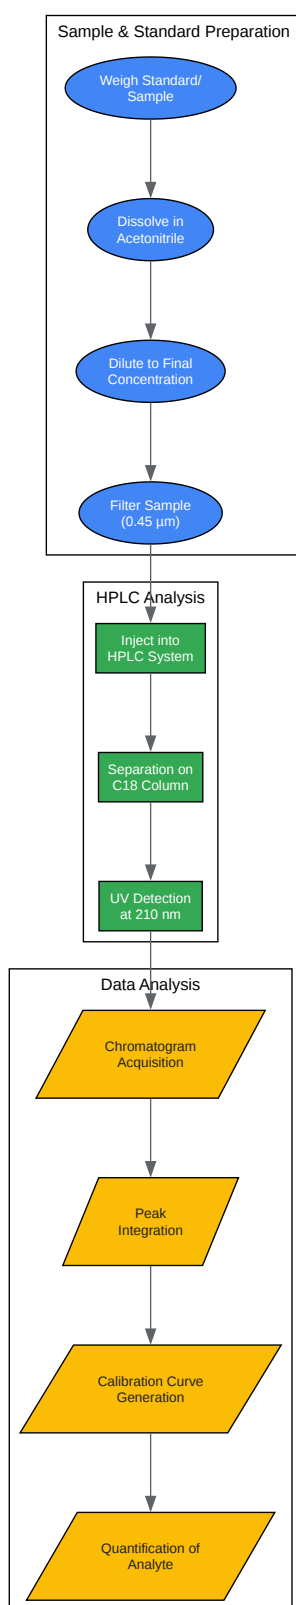 Sample & Standard Preparation
Weigh Standard/
Sample
Dissolve in
Acetonitrile
Dilute to Final
Concentration
Filter Sample
(0.45 µm)
HPLC Analysis
Inject into
HPLC System
Separation on
C18 Column
UV Detection
at 210 nm
Data Analysis
Chromatogram
Acquisition
Peak
Integration
Calibration Curve
Generation
Quantification of
Analyte